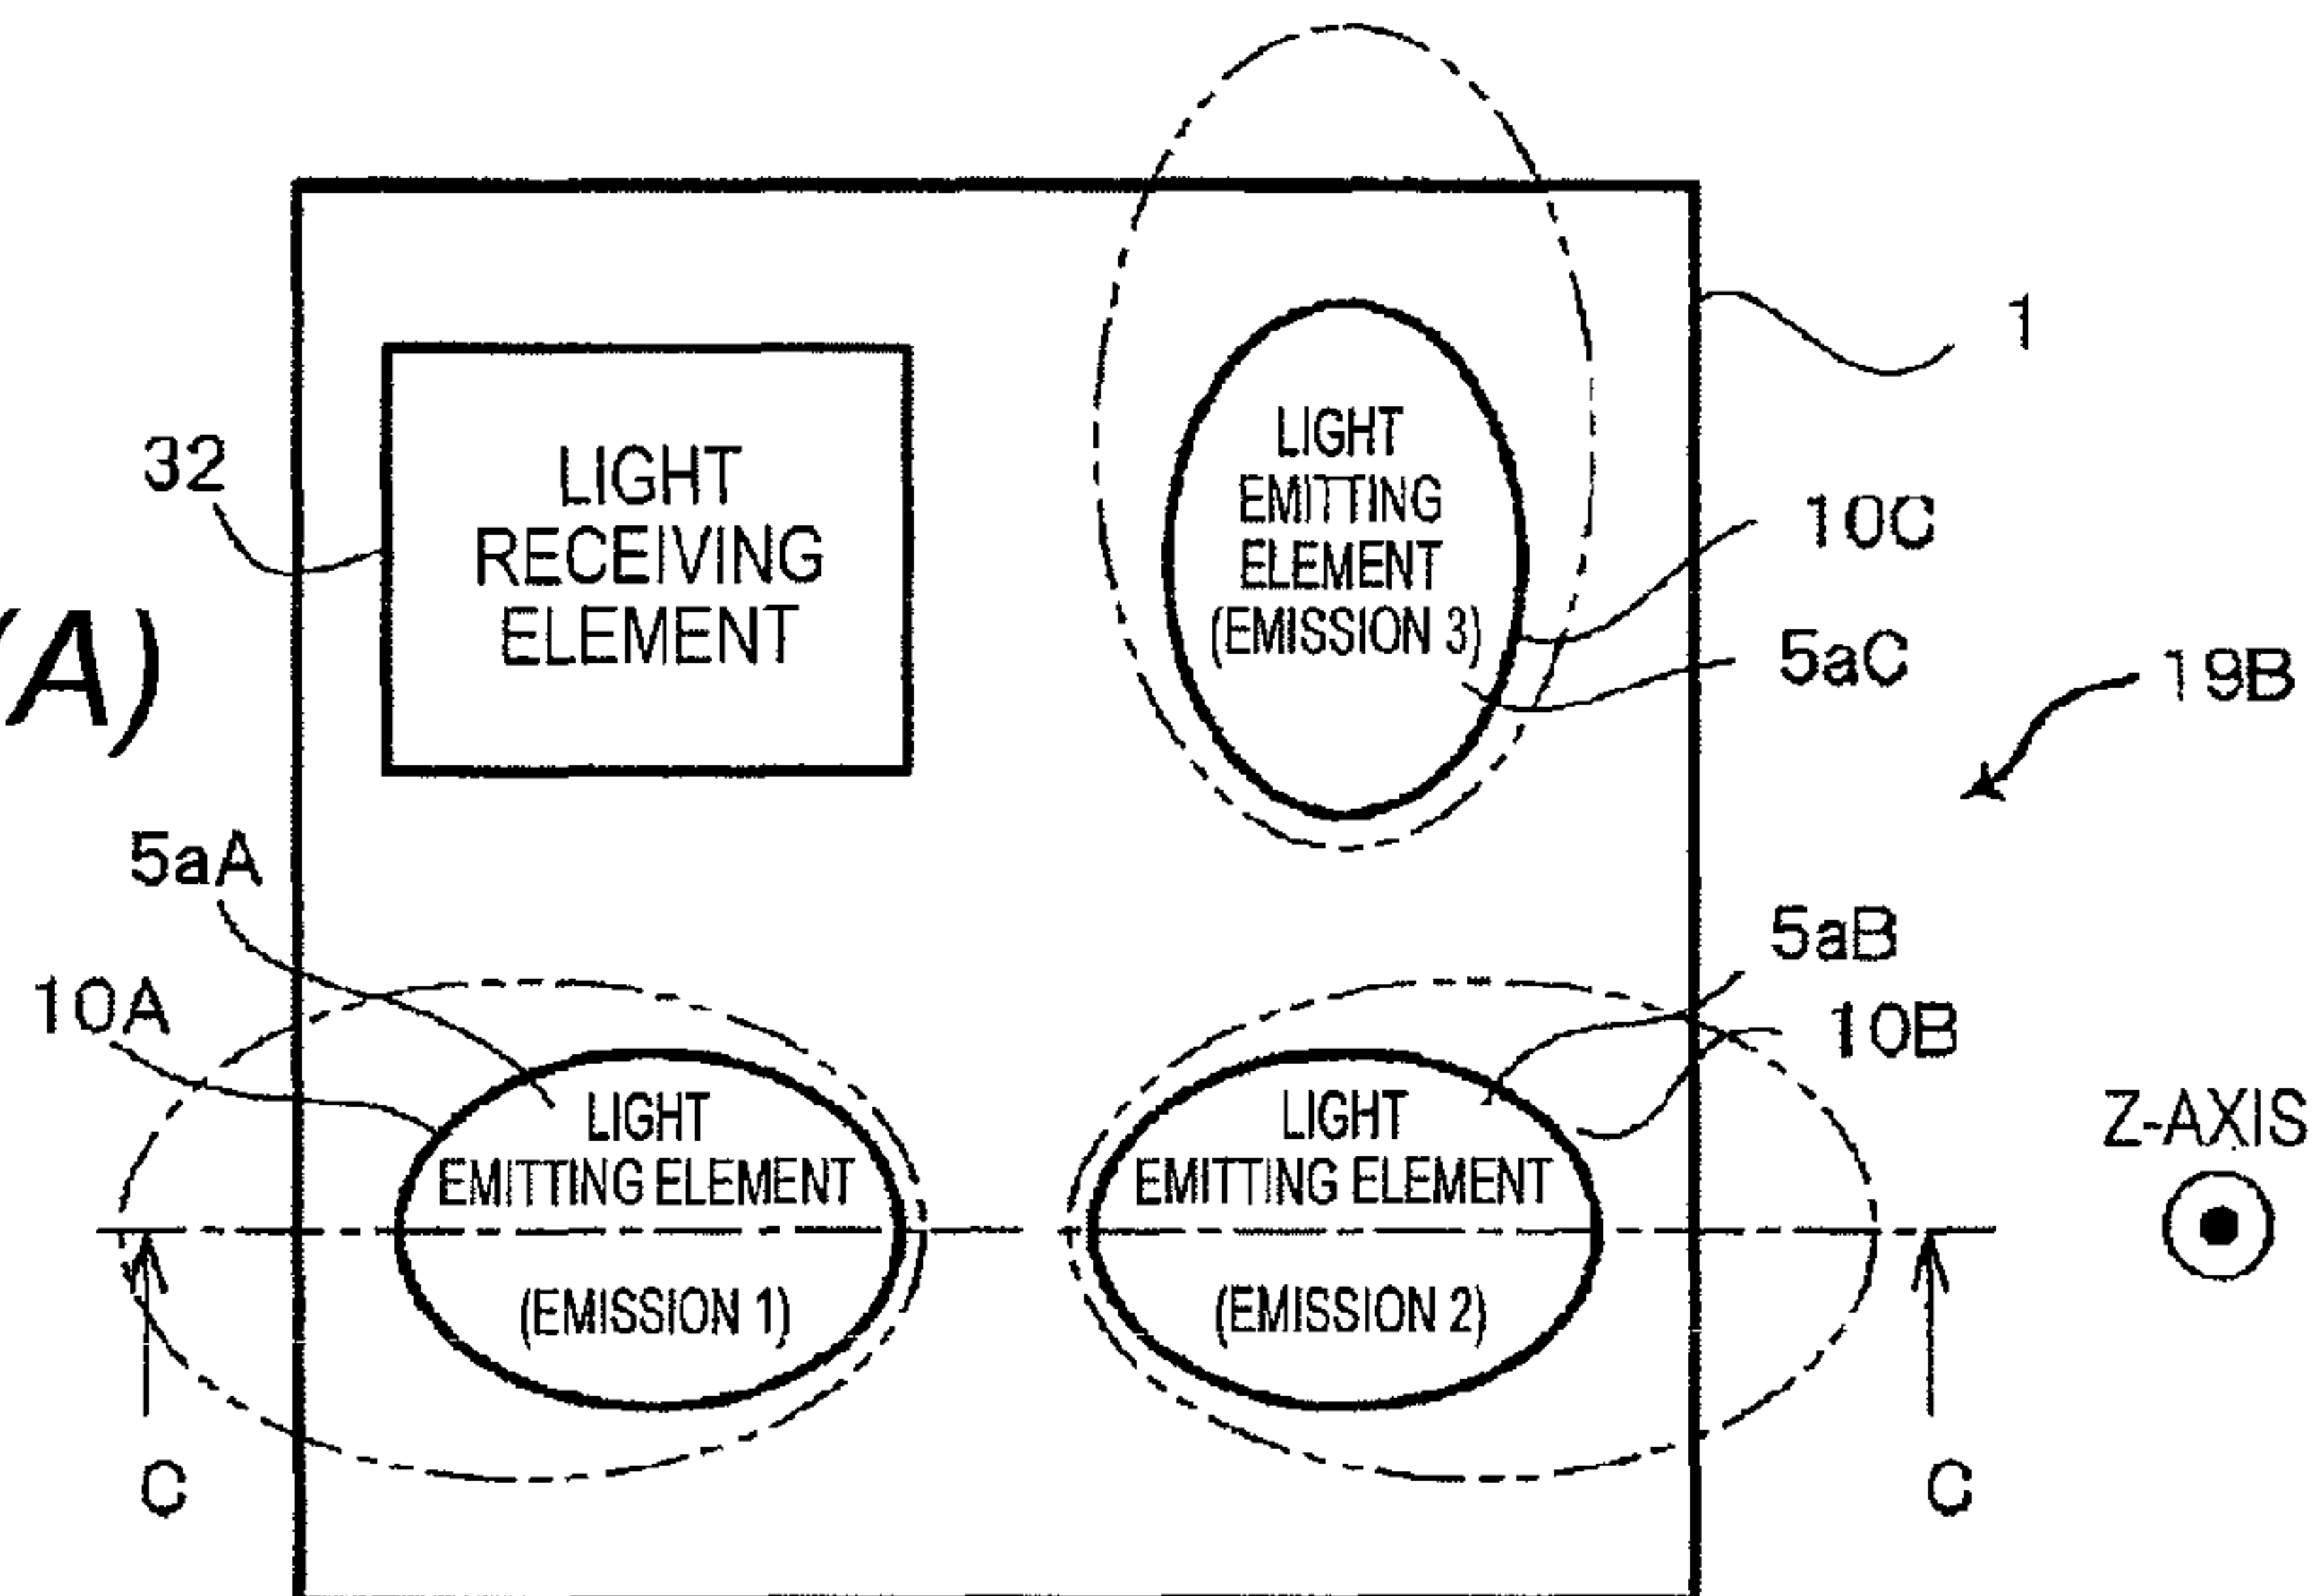 (A)
1
32
LIGHT
RECEIVING
ELEMENT
LIGHT
EMITTING
ELEMENT
(EMISSION 3)
10C
5aC
19B
5aA
10A
5aB
10B
LIGHT
EMITTING ELEMENT
(EMISSION 1)
LIGHT
EMITTING ELEMENT
(EMISSION 2)
Z-AXIS
C
C